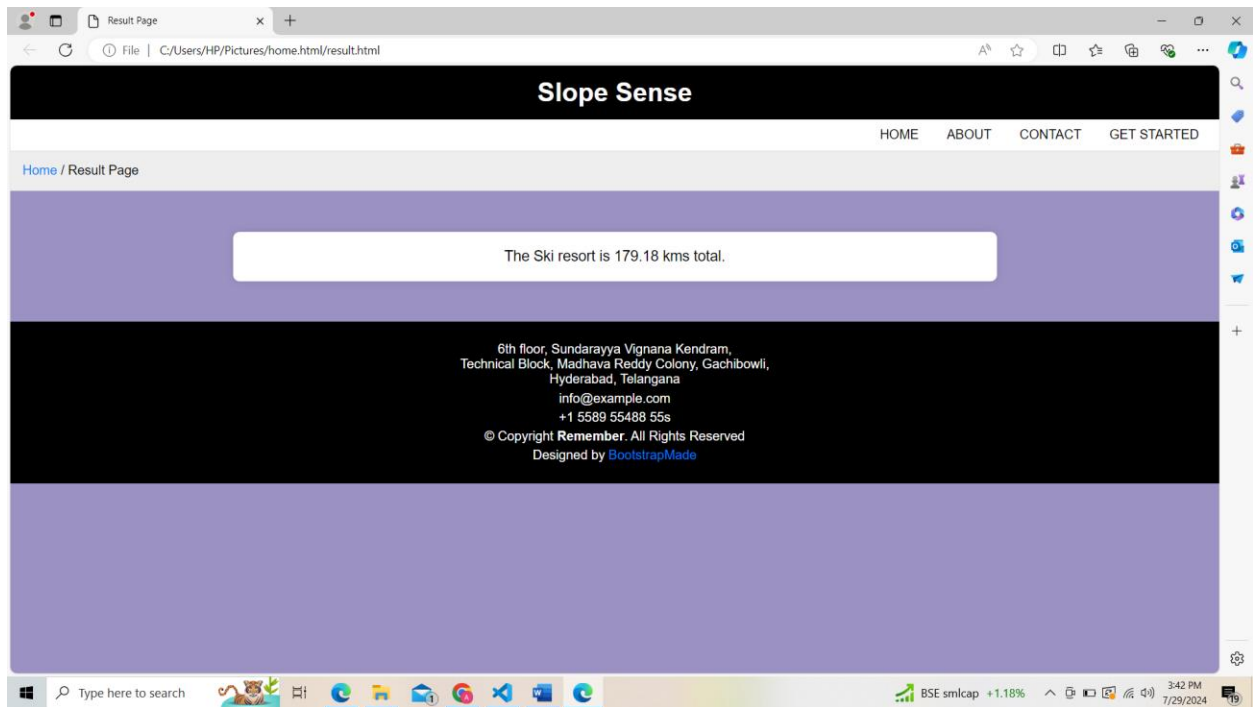 Result Page
File | C:/Users/HP/Pictures/home.html/result.html
Slope Sense
HOME ABOUT CONTACT GET STARTED
Home / Result Page
The Ski resort is 179.18 kms total.
6th floor, Sundarayya Vignana Kendram,
Technical Block, Madhava Reddy Colony, Gachibowli,
Hyderabad, Telangana
info@example.com
+1 5589 55488 55s
© Copyright Remember. All Rights Reserved
Designed by BootstrapMade
Type here to search
BSE smlcap +1.18%
3:42 PM
7/29/2024
19